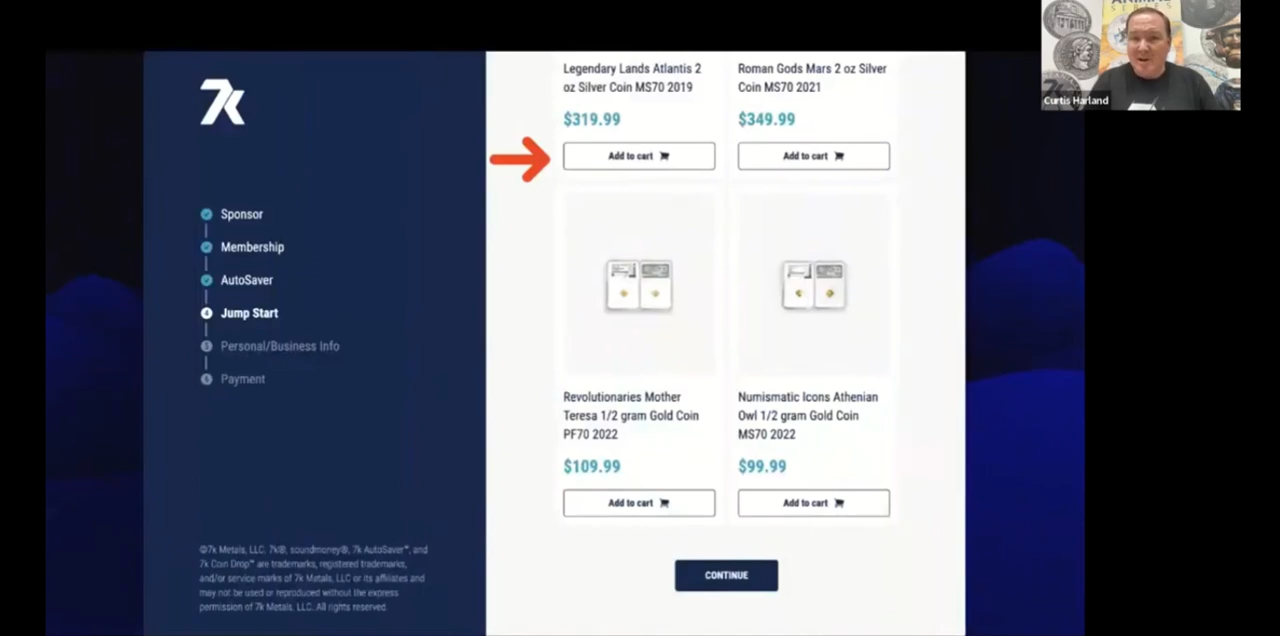 7k
Sponsor
Membership
AutoSaver
4 Jump Start
5 Personal/Business Info
6 Payment
©7k Metals, LLC. 7k®, soundmoney®, 7k AutoSaver™, and
7k Coin Drop™ are trademarks, registered trademarks,
and/or service marks of 7k Metals, LLC or its affiliates and
may not be used or reproduced without the express
permission of 7k Metals, LLC. All rights reserved.
Legendary Lands Atlantis 2
oz Silver Coin MS70 2019
$319.99
Add to cart
Roman Gods Mars 2 oz Silver
Coin MS70 2021
$349.99
Add to cart
Revolutionaries Mother
Teresa 1/2 gram Gold Coin
PF70 2022
$109.99
Add to cart
Numismatic Icons Athenian
Owl 1/2 gram Gold Coin
MS70 2022
$99.99
Add to cart
CONTINUE
SERIES
Curtis Harland